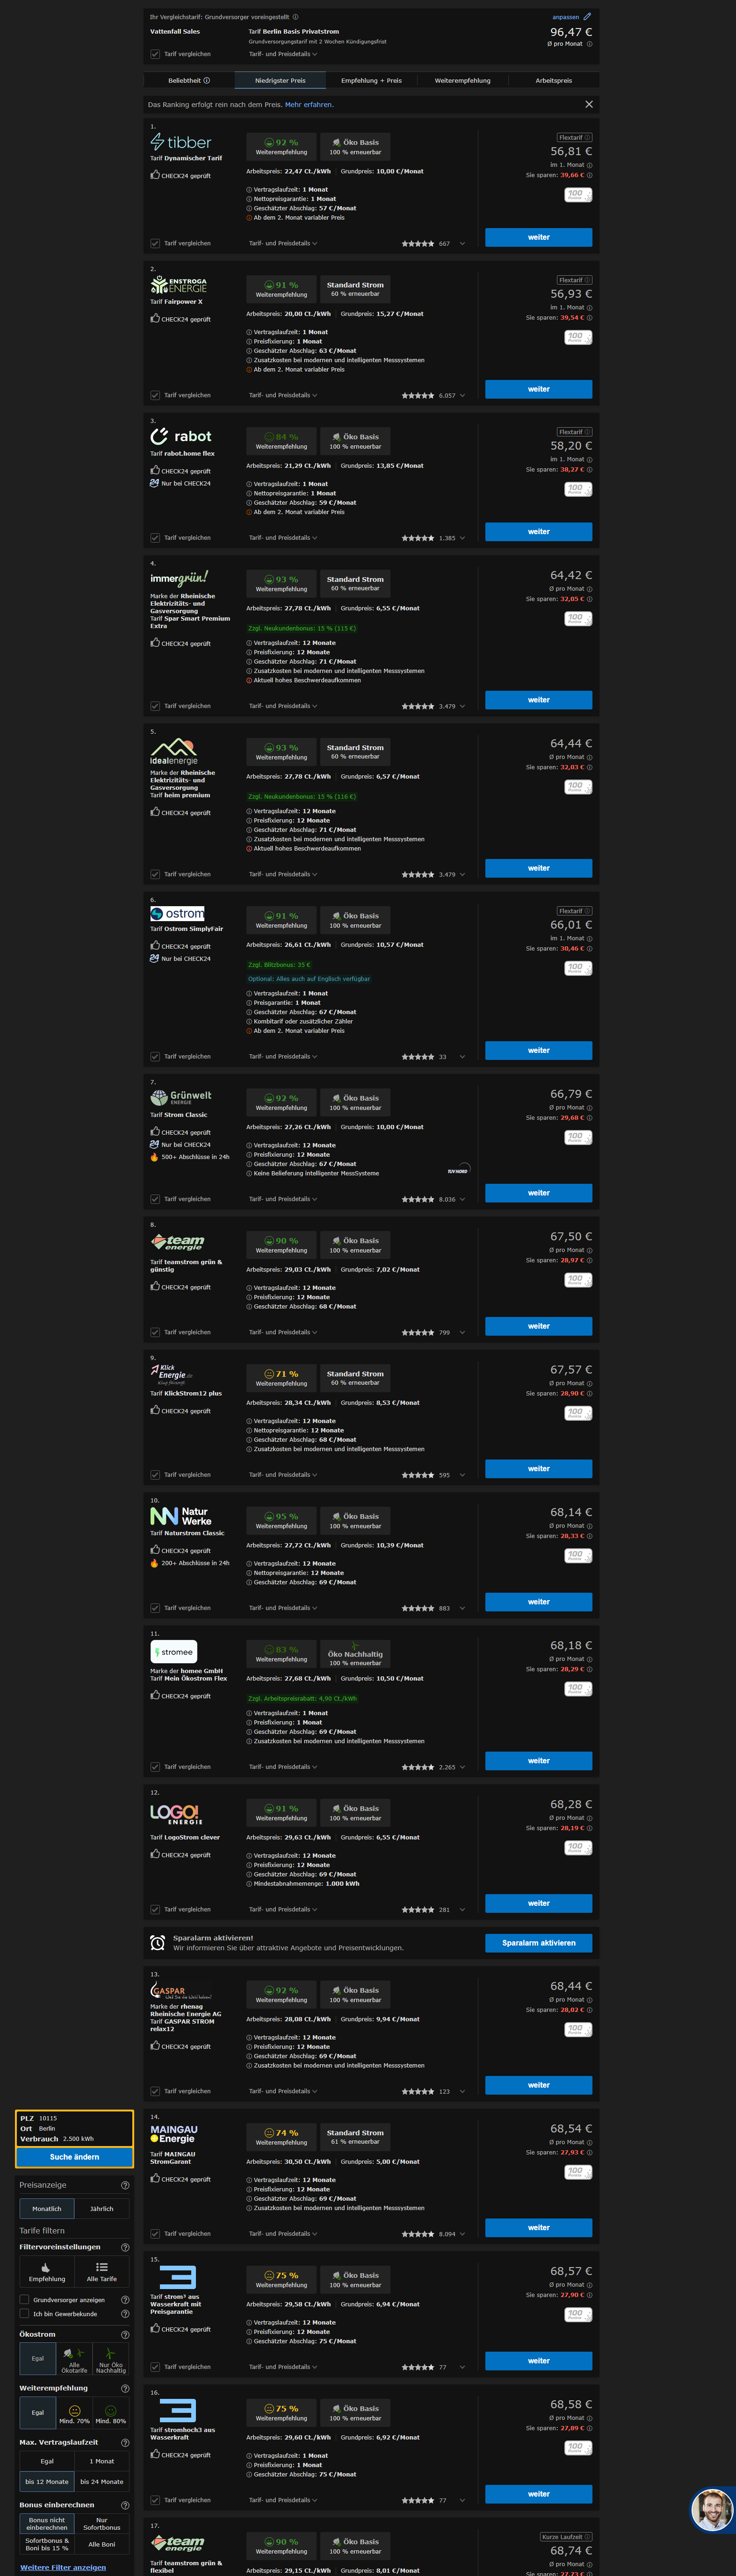 Ihr Vergleichstarif: Grundversorger voreingestellt
anpassen
Vattenfall Sales
Tarif Berlin Basis Privatstrom
Grundversorgungstarif mit 2 Wochen Kündigungsfrist
96,47 €
Ø pro Monat
Tarif vergleichen
Tarif- und Preisdetails
Beliebtheit
Niedrigster Preis
Empfehlung + Preis
Weiterempfehlung
Arbeitspreis
Das Ranking erfolgt rein nach dem Preis. Mehr erfahren.
1.
tibber
Tarif Dynamischer Tarif
CHECK24 geprüft
92 %
Weiterempfehlung
Öko Basis
100 % erneuerbar
Arbeitspreis: 22,47 Ct./kWh
Grundpreis: 10,00 €/Monat
Vertragslaufzeit: 1 Monat
Nettopreisgarantie: 1 Monat
Geschätzter Abschlag: 57 €/Monat
Ab dem 2. Monat variabler Preis
Flextarif
56,81 €
im 1. Monat
Sie sparen: 39,66 €
100
Punkte
Tarif vergleichen
Tarif- und Preisdetails
667
weiter
2.
ENSTROGA
ENERGIE
Tarif Fairpower X
CHECK24 geprüft
91 %
Weiterempfehlung
Standard Strom
60 % erneuerbar
Arbeitspreis: 20,00 Ct./kWh
Grundpreis: 15,27 €/Monat
Vertragslaufzeit: 1 Monat
Preisfixierung: 1 Monat
Geschätzter Abschlag: 63 €/Monat
Zusatzkosten bei modernen und intelligenten Messsystemen
Ab dem 2. Monat variabler Preis
Flextarif
56,93 €
im 1. Monat
Sie sparen: 39,54 €
100
Punkte
Tarif vergleichen
Tarif- und Preisdetails
6.057
weiter
3.
rabot
Tarif rabot.home flex
CHECK24 geprüft
Nur bei CHECK24
84 %
Weiterempfehlung
Öko Basis
100 % erneuerbar
Arbeitspreis: 21,29 Ct./kWh
Grundpreis: 13,85 €/Monat
Vertragslaufzeit: 1 Monat
Nettopreisgarantie: 1 Monat
Geschätzter Abschlag: 59 €/Monat
Ab dem 2. Monat variabler Preis
Flextarif
58,20 €
im 1. Monat
Sie sparen: 38,27 €
100
Punkte
Tarif vergleichen
Tarif- und Preisdetails
1.385
weiter
4.
immergrün!
Marke der Rheinische
Elektrizitäts- und
Gasversorgung
Tarif Spar Smart Premium
Extra
CHECK24 geprüft
93 %
Weiterempfehlung
Standard Strom
60 % erneuerbar
Arbeitspreis: 27,78 Ct./kWh
Grundpreis: 6,55 €/Monat
Zzgl. Neukundenbonus: 15 % (115 €)
Vertragslaufzeit: 12 Monate
Preisfixierung: 12 Monate
Geschätzter Abschlag: 71 €/Monat
Zusatzkosten bei modernen und intelligenten Messsystemen
Aktuell hohes Beschwerdeaufkommen
64,42 €
Ø pro Monat
Sie sparen: 32,05 €
100
Punkte
Tarif vergleichen
Tarif- und Preisdetails
3.479
weiter
5.
idealenergie
Marke der Rheinische
Elektrizitäts- und
Gasversorgung
Tarif heim premium
CHECK24 geprüft
93 %
Weiterempfehlung
Standard Strom
60 % erneuerbar
Arbeitspreis: 27,78 Ct./kWh
Grundpreis: 6,57 €/Monat
Zzgl. Neukundenbonus: 15 % (116 €)
Vertragslaufzeit: 12 Monate
Preisfixierung: 12 Monate
Geschätzter Abschlag: 71 €/Monat
Zusatzkosten bei modernen und intelligenten Messsystemen
Aktuell hohes Beschwerdeaufkommen
64,44 €
Ø pro Monat
Sie sparen: 32,03 €
100
Punkte
Tarif vergleichen
Tarif- und Preisdetails
3.479
weiter
6.
ostrom
Tarif Ostrom SimplyFair
CHECK24 geprüft
Nur bei CHECK24
91 %
Weiterempfehlung
Öko Basis
100 % erneuerbar
Arbeitspreis: 26,61 Ct./kWh
Grundpreis: 10,57 €/Monat
Zzgl. Blitzbonus: 35 €
Optional: Alles auch auf Englisch verfügbar
Vertragslaufzeit: 1 Monat
Preisgarantie: 1 Monat
Geschätzter Abschlag: 67 €/Monat
Kombitarif oder zusätzlicher Zähler
Ab dem 2. Monat variabler Preis
Flextarif
66,01 €
im 1. Monat
Sie sparen: 30,46 €
100
Punkte
Tarif vergleichen
Tarif- und Preisdetails
33
weiter
7.
Grünwelt
ENERGIE
Tarif Strom Classic
CHECK24 geprüft
Nur bei CHECK24
500+ Abschlüsse in 24h
92 %
Weiterempfehlung
Öko Basis
100 % erneuerbar
Arbeitspreis: 27,26 Ct./kWh
Grundpreis: 10,00 €/Monat
Vertragslaufzeit: 12 Monate
Preisfixierung: 12 Monate
Geschätzter Abschlag: 67 €/Monat
Keine Belieferung intelligenter MessSysteme
TÜV NORD
66,79 €
Ø pro Monat
Sie sparen: 29,68 €
100
Punkte
Tarif vergleichen
Tarif- und Preisdetails
8.036
weiter
8.
team
energie
Tarif teamstrom grün &
günstig
CHECK24 geprüft
90 %
Weiterempfehlung
Öko Basis
100 % erneuerbar
Arbeitspreis: 29,03 Ct./kWh
Grundpreis: 7,02 €/Monat
Vertragslaufzeit: 12 Monate
Preisfixierung: 12 Monate
Geschätzter Abschlag: 68 €/Monat
67,50 €
Ø pro Monat
Sie sparen: 28,97 €
100
Punkte
Tarif vergleichen
Tarif- und Preisdetails
799
weiter
9.
Klick
Energie.de
Tarif KlickStrom12 plus
CHECK24 geprüft
71 %
Weiterempfehlung
Standard Strom
60 % erneuerbar
Arbeitspreis: 28,34 Ct./kWh
Grundpreis: 8,53 €/Monat
Vertragslaufzeit: 12 Monate
Nettopreisgarantie: 12 Monate
Geschätzter Abschlag: 68 €/Monat
Zusatzkosten bei modernen und intelligenten Messsystemen
67,57 €
Ø pro Monat
Sie sparen: 28,90 €
100
Punkte
Tarif vergleichen
Tarif- und Preisdetails
595
weiter
10.
Natur
Werke
Tarif Naturstrom Classic
CHECK24 geprüft
200+ Abschlüsse in 24h
95 %
Weiterempfehlung
Öko Basis
100 % erneuerbar
Arbeitspreis: 27,72 Ct./kWh
Grundpreis: 10,39 €/Monat
Vertragslaufzeit: 12 Monate
Nettopreisgarantie: 12 Monate
Geschätzter Abschlag: 69 €/Monat
68,14 €
Ø pro Monat
Sie sparen: 28,33 €
100
Punkte
Tarif vergleichen
Tarif- und Preisdetails
883
weiter
11.
stromee
Marke der homee GmbH
Tarif Mein Ökostrom Flex
CHECK24 geprüft
83 %
Weiterempfehlung
Öko Nachhaltig
100 % erneuerbar
Arbeitspreis: 27,68 Ct./kWh
Grundpreis: 10,50 €/Monat
Zzgl. Arbeitspreisrabatt: 4,90 Ct./kWh
Vertragslaufzeit: 1 Monat
Preisfixierung: 1 Monat
Geschätzter Abschlag: 69 €/Monat
Zusatzkosten bei modernen und intelligenten Messsystemen
68,18 €
Ø pro Monat
Sie sparen: 28,29 €
100
Punkte
Tarif vergleichen
Tarif- und Preisdetails
2.265
weiter
12.
LOGO!
ENERGIE
Tarif LogoStrom clever
CHECK24 geprüft
91 %
Weiterempfehlung
Öko Basis
100 % erneuerbar
Arbeitspreis: 29,63 Ct./kWh
Grundpreis: 6,55 €/Monat
Vertragslaufzeit: 12 Monate
Preisfixierung: 12 Monate
Geschätzter Abschlag: 69 €/Monat
Mindestabnahmemenge: 1.000 kWh
68,28 €
Ø pro Monat
Sie sparen: 28,19 €
100
Punkte
Tarif vergleichen
Tarif- und Preisdetails
281
weiter
Sparalarm aktivieren!
Wir informieren Sie über attraktive Angebote und Preisentwicklungen.
Sparalarm aktivieren
13.
GASPAR
Marke der rhenag
Rheinische Energie AG
Tarif GASPAR STROM
relax12
CHECK24 geprüft
92 %
Weiterempfehlung
Öko Basis
100 % erneuerbar
Arbeitspreis: 28,08 Ct./kWh
Grundpreis: 9,94 €/Monat
Vertragslaufzeit: 12 Monate
Preisfixierung: 12 Monate
Geschätzter Abschlag: 69 €/Monat
Zusatzkosten bei modernen und intelligenten Messsystemen
68,44 €
Ø pro Monat
Sie sparen: 28,02 €
100
Punkte
Tarif vergleichen
Tarif- und Preisdetails
123
weiter
14.
MAINGAU
Energie
Tarif MAINGAU
StromGarant
CHECK24 geprüft
74 %
Weiterempfehlung
Standard Strom
61 % erneuerbar
Arbeitspreis: 30,50 Ct./kWh
Grundpreis: 5,00 €/Monat
Vertragslaufzeit: 12 Monate
Preisfixierung: 12 Monate
Geschätzter Abschlag: 69 €/Monat
Zusatzkosten bei modernen und intelligenten Messsystemen
68,54 €
Ø pro Monat
Sie sparen: 27,93 €
100
Punkte
Tarif vergleichen
Tarif- und Preisdetails
8.094
weiter
15.
Tarif strom³ aus
Wasserkraft mit
Preisgarantie
CHECK24 geprüft
75 %
Weiterempfehlung
Öko Basis
100 % erneuerbar
Arbeitspreis: 29,58 Ct./kWh
Grundpreis: 6,94 €/Monat
Vertragslaufzeit: 12 Monate
Preisfixierung: 12 Monate
Geschätzter Abschlag: 75 €/Monat
68,57 €
Ø pro Monat
Sie sparen: 27,90 €
100
Punkte
Tarif vergleichen
Tarif- und Preisdetails
77
weiter
16.
Tarif stromhoch3 aus
Wasserkraft
CHECK24 geprüft
75 %
Weiterempfehlung
Öko Basis
100 % erneuerbar
Arbeitspreis: 29,60 Ct./kWh
Grundpreis: 6,92 €/Monat
Vertragslaufzeit: 1 Monat
Preisfixierung: 1 Monat
Geschätzter Abschlag: 75 €/Monat
68,58 €
Ø pro Monat
Sie sparen: 27,89 €
100
Punkte
Tarif vergleichen
Tarif- und Preisdetails
77
weiter
17.
team
energie
Tarif teamstrom grün &
flexibel
90 %
Weiterempfehlung
Öko Basis
100 % erneuerbar
Arbeitspreis: 29,15 Ct./kWh
Grundpreis: 8,01 €/Monat
Kurze Laufzeit
68,74 €
Ø pro Monat
Sie sparen: 27,73 €
PLZ 10115
Ort Berlin
Verbrauch 2.500 kWh
Suche ändern
Preisanzeige
Monatlich
Jährlich
Tarife filtern
Filtervoreinstellungen
Empfehlung
Alle Tarife
Grundversorger anzeigen
Ich bin Gewerbekunde
Ökostrom
Egal
Alle
Ökotarife
Nur Öko
Nachhaltig
Weiterempfehlung
Egal
Mind. 70%
Mind. 80%
Max. Vertragslaufzeit
Egal
1 Monat
bis 12 Monate
bis 24 Monate
Bonus einberechnen
Bonus nicht
einberechnen
Nur
Sofortbonus
Sofortbonus &
Boni bis 15 %
Alle Boni
Weitere Filter anzeigen